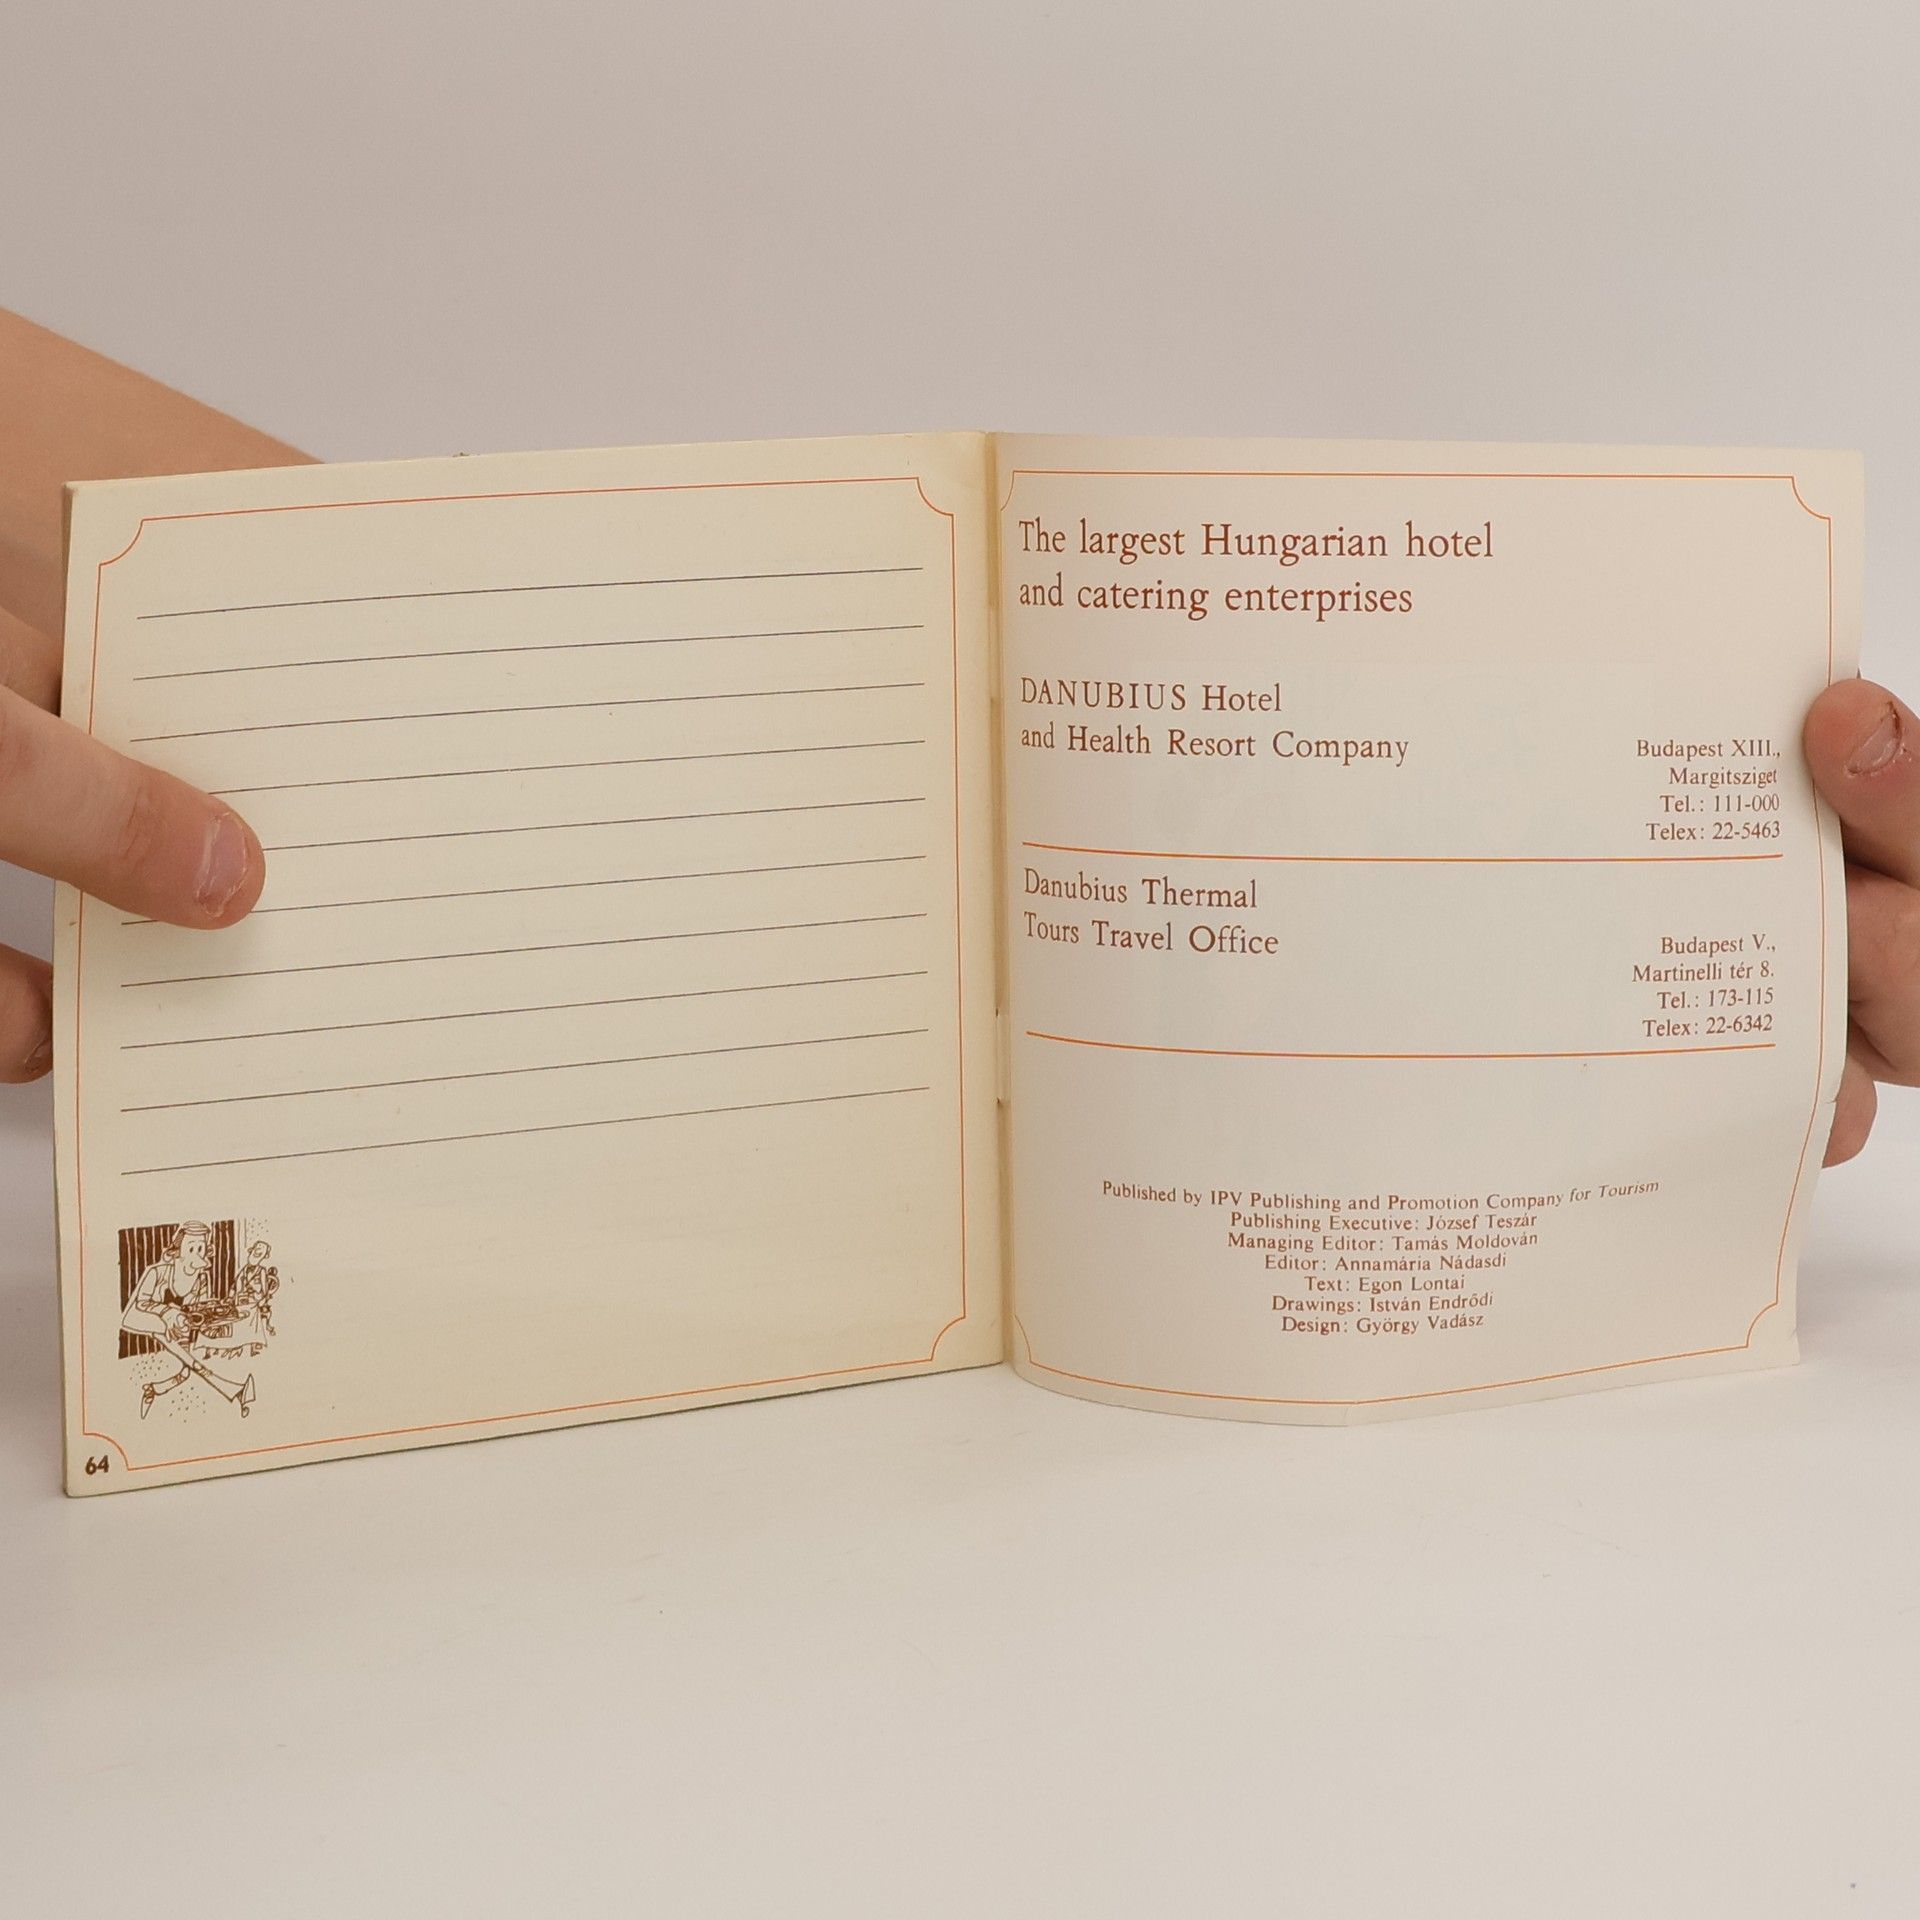 64
The largest Hungarian hotel
and catering enterprises
DANUBIUS Hotel
and Health Resort Company
Budapest XIII.,
Margitsziget
Tel.: 111-000
Telex: 22-5463
Danubius Thermal
Tours Travel Office
Budapest V.,
Martinelli tér 8.
Tel.: 173-115
Telex: 22-6342
Published by IPV Publishing and Promotion Company for Tourism
Publishing Executive: József Teszár
Managing Editor: Tamás Moldován
Editor: Annamária Nádasdi
Text: Egon Lontai
Drawings: István Endrődi
Design: György Vadász